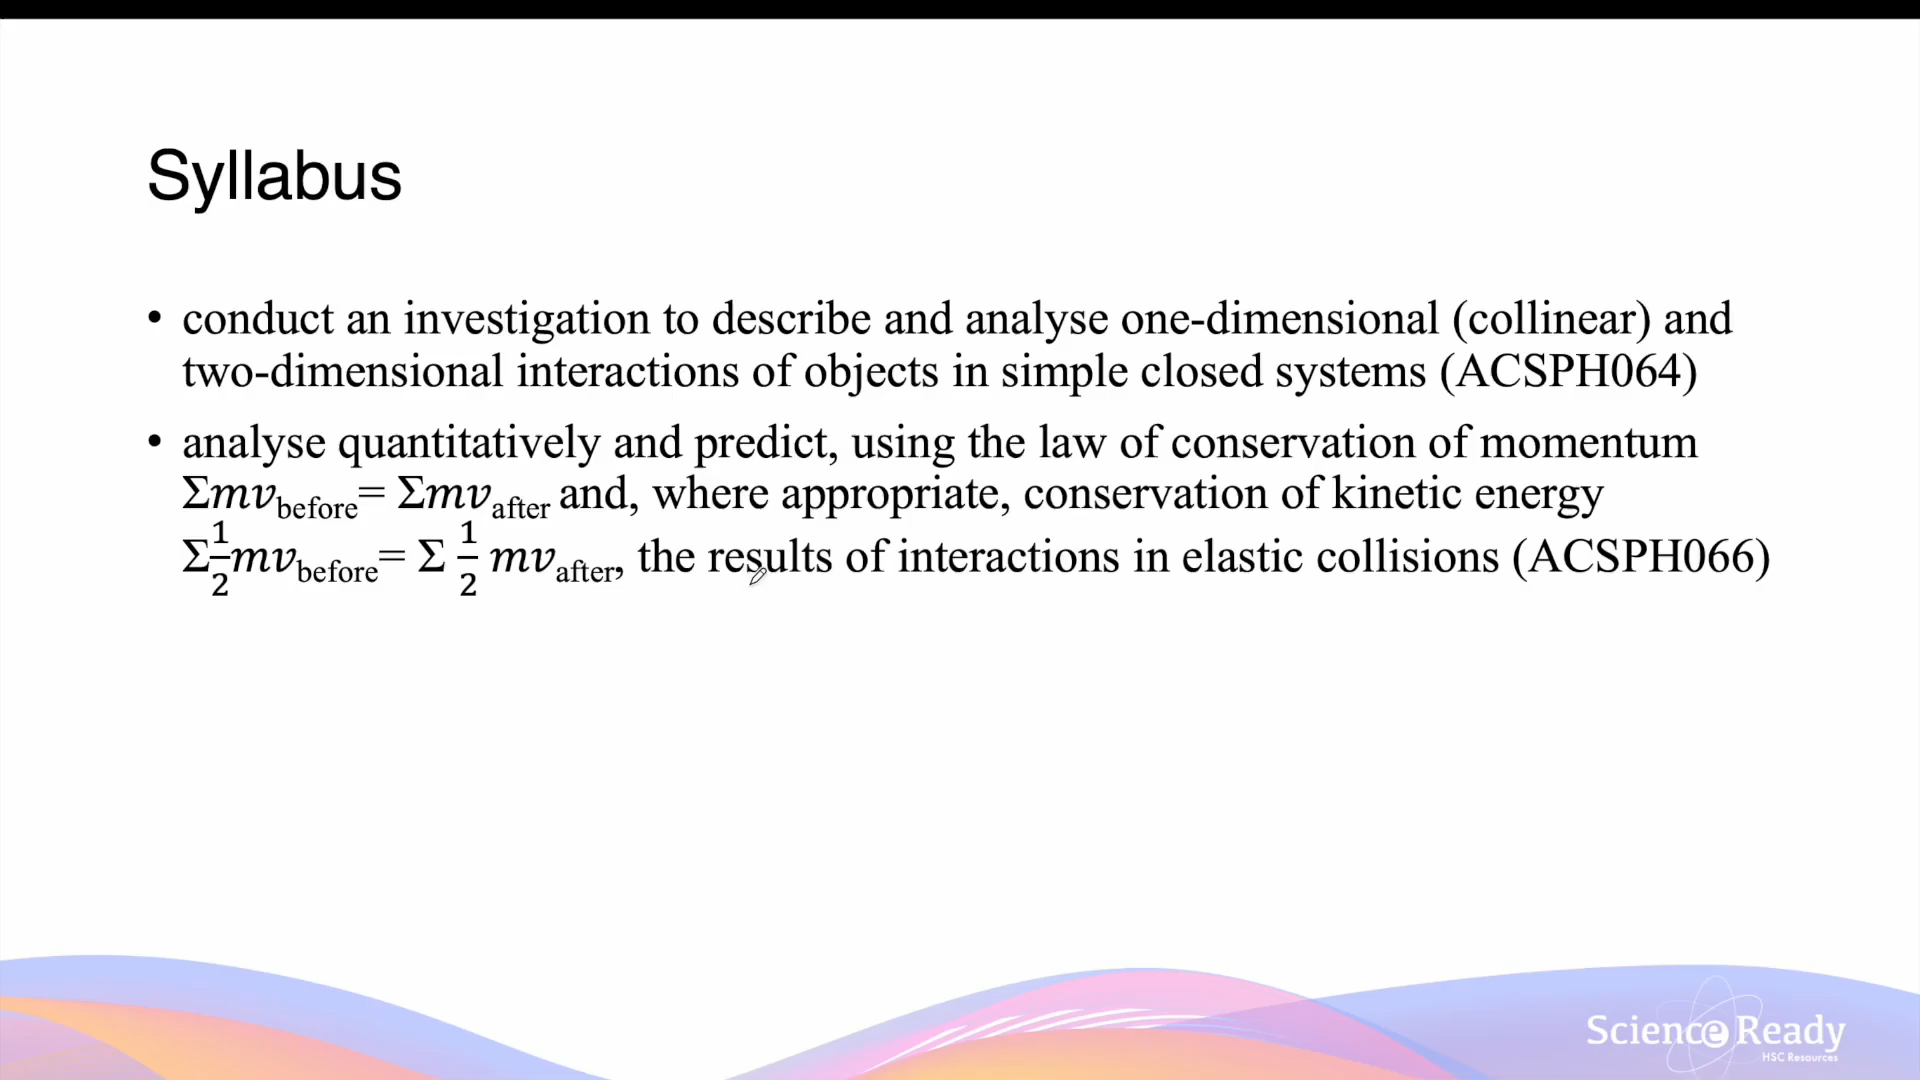 Syllabus
• conduct an investigation to describe and analyse one-dimensional (collinear) and
two-dimensional interactions of objects in simple closed systems (ACSPH064)
• analyse quantitatively and predict, using the law of conservation of momentum
Σmv_before= Σmv_after and, where appropriate, conservation of kinetic energy
Σ½mv_before= Σ ½ mv_after, the results of interactions in elastic collisions (ACSPH066)
Science Ready
HSC Resources